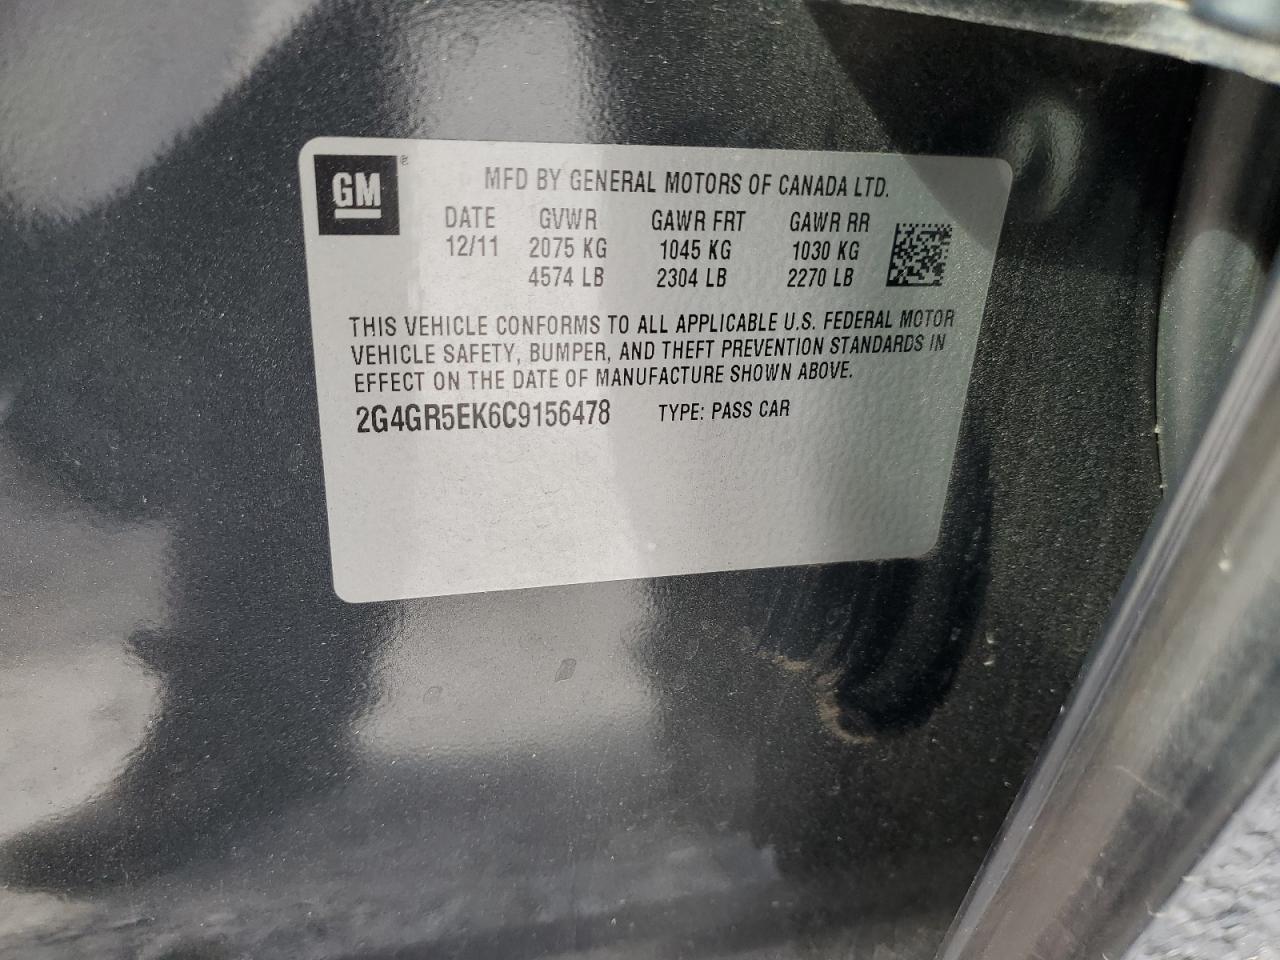 GM®
MFD BY GENERAL MOTORS OF CANADA LTD.
DATE GVWR GAWR FRT GAWR RR
12/11 2075 KG 1045 KG 1030 KG
4574 LB 2304 LB 2270 LB
THIS VEHICLE CONFORMS TO ALL APPLICABLE U.S. FEDERAL MOTOR
VEHICLE SAFETY, BUMPER, AND THEFT PREVENTION STANDARDS IN
EFFECT ON THE DATE OF MANUFACTURE SHOWN ABOVE.
2G4GR5EK6C9156478 TYPE: PASS CAR